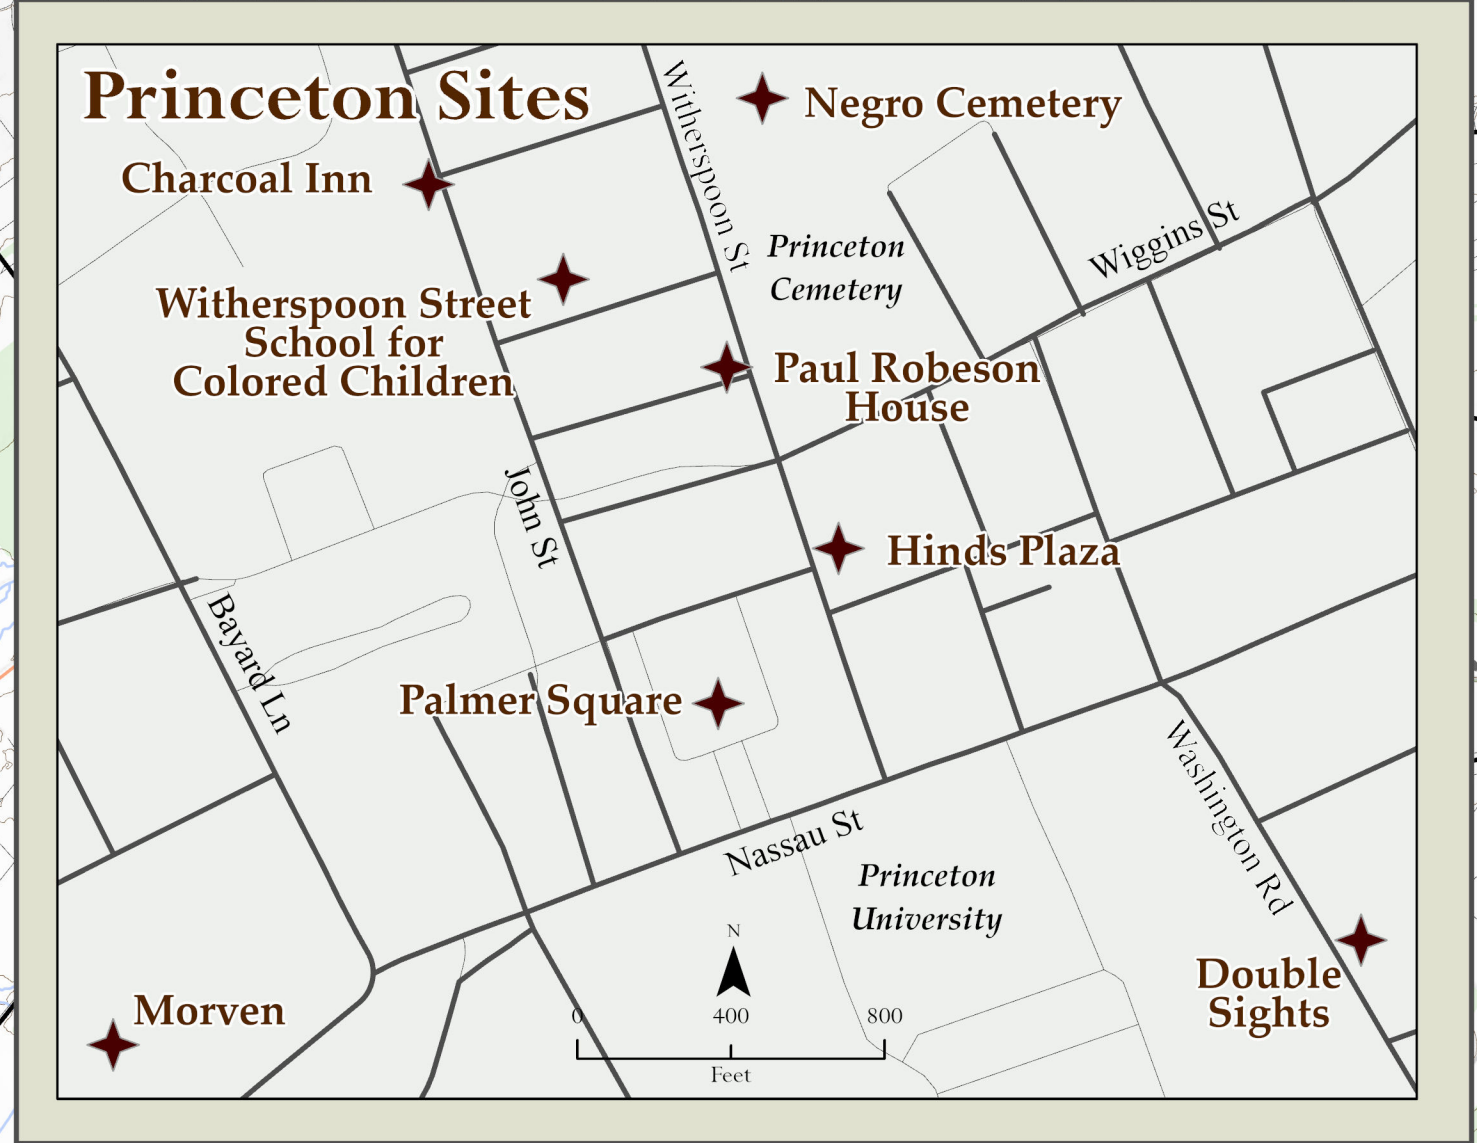 Princeton Sites
Negro Cemetery
Witherspoon St
Charcoal Inn
Wiggins St
Princeton
Cemetery
Witherspoon Street
School for
Colored Children
Paul Robeson
House
John St
Hinds Plaza
Bayard Ln
Palmer Square
Washington Rd
Nassau St
Princeton
University
N
Double
Sights
Morven
0 400 800
Feet